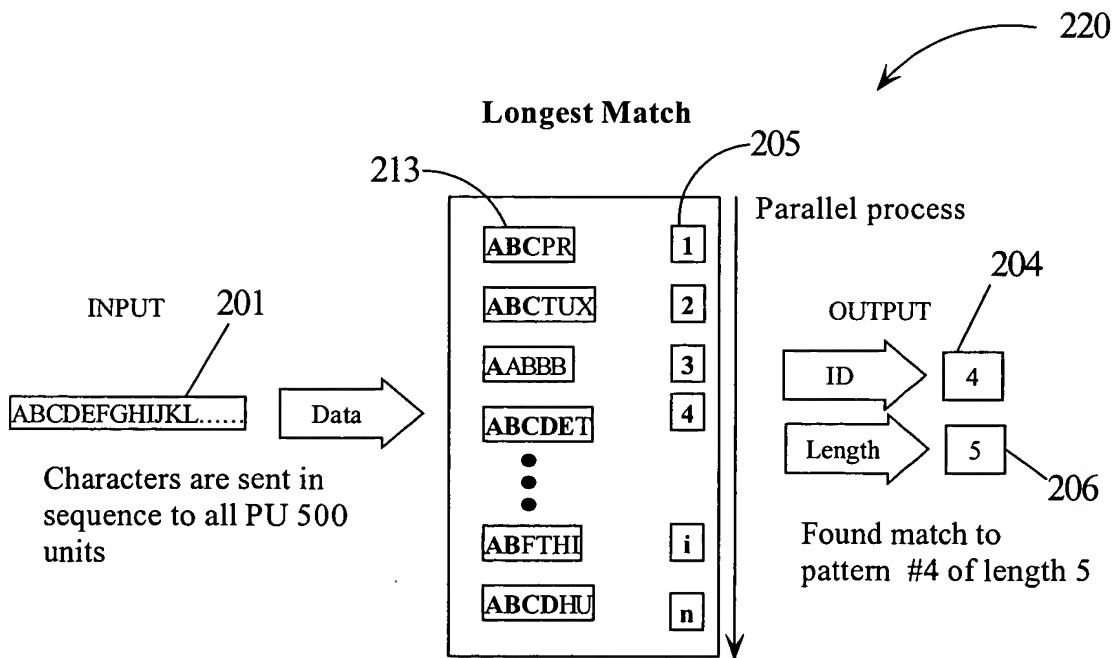 220
Longest Match
213
205
Parallel process
ABCPR
1
INPUT
201
ABCTUX
2
OUTPUT
204
AABBB
3
ID
4
ABCDEFGHIJKL......
Data
ABCDET
4
Length
5
206
Characters are sent in
sequence to all PU 500
units
ABFTHI
i
Found match to
pattern #4 of length 5
ABCDHU
n